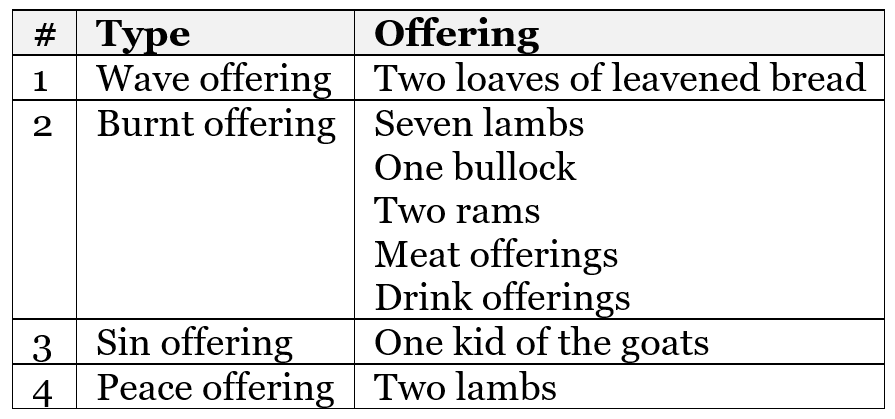 # Type Offering
1 Wave offering Two loaves of leavened bread
2 Burnt offering Seven lambs
One bullock
Two rams
Meat offerings
Drink offerings
3 Sin offering One kid of the goats
4 Peace offering Two lambs